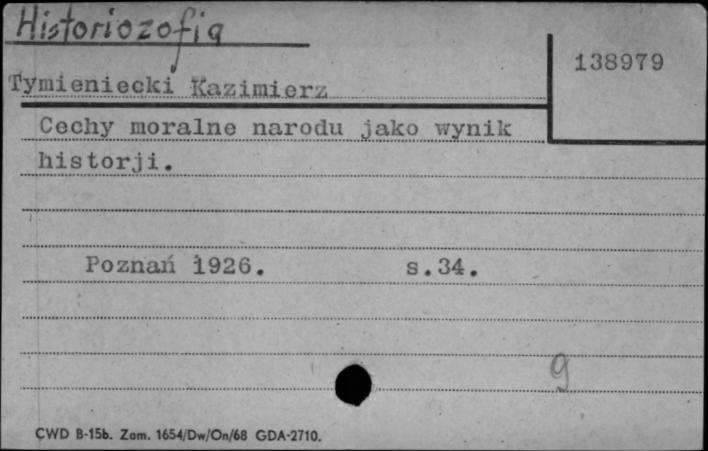 Historiozofia
138979
Tymieniecki Kazimierz
Cechy moralne narodu jako wynik
historji.
Poznań 1926. s.34.
9
CWD B-15b. Zam. 1654/Dw/On/68 GDA-2710.